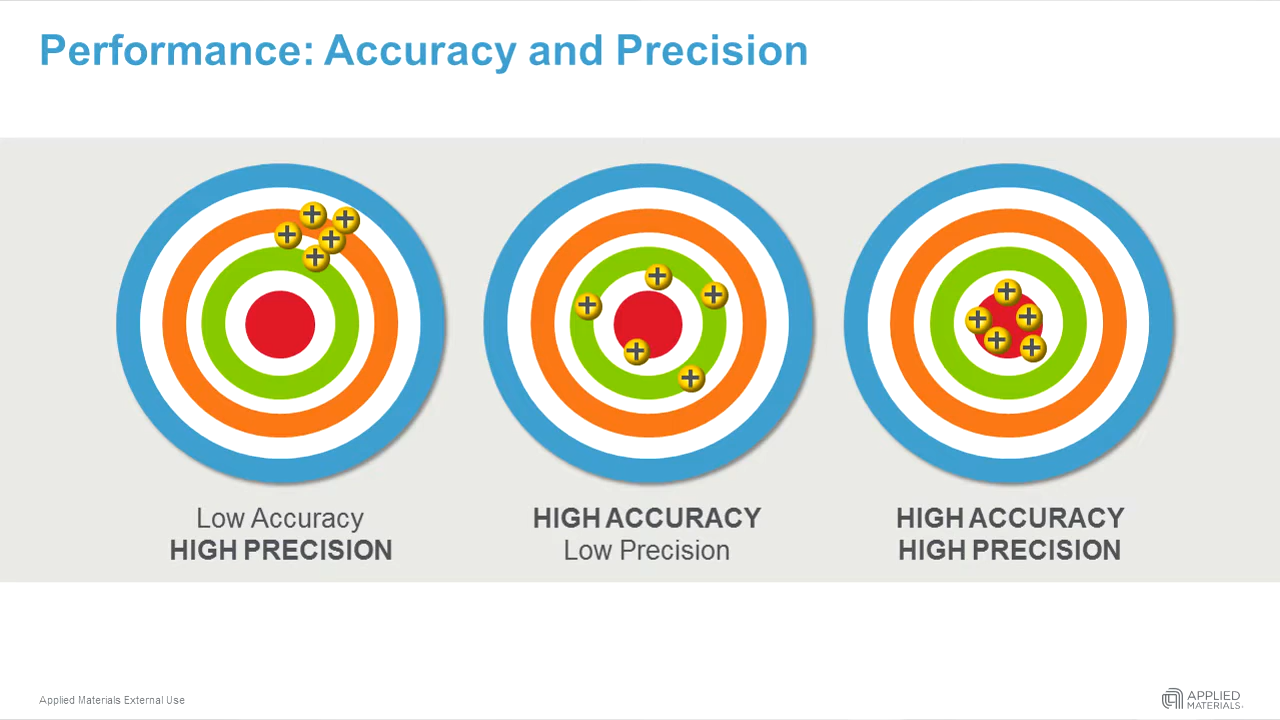 Performance: Accuracy and Precision
Low Accuracy
HIGH PRECISION
HIGH ACCURACY
Low Precision
HIGH ACCURACY
HIGH PRECISION
Applied Materials External Use
APPLIED
MATERIALS